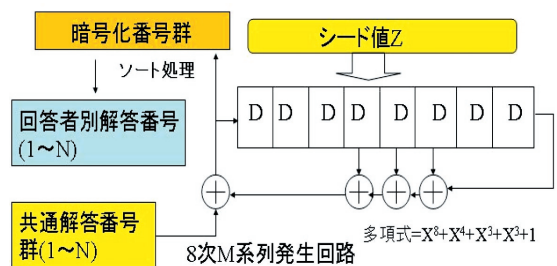 暗号化番号群
シード値Z
ソート処理
回答者別解答番号
(1～N)
D D D D D D D D
共通解答番号
群(1～N)
8次M系列発生回路
多項式=X⁸+X⁴+X³+X³+1